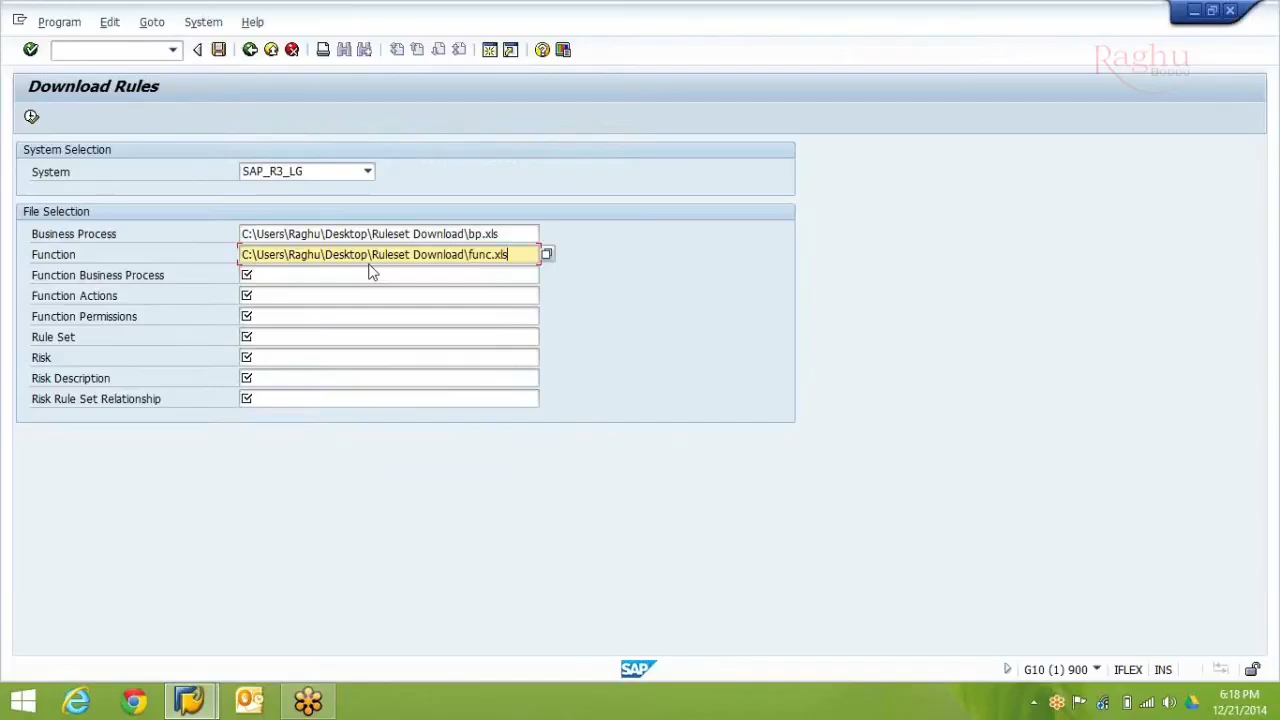 Program Edit Goto System Help
Raghu
BODDU
Download Rules
System Selection
System SAP_R3_LG
File Selection
Business Process C:\Users\Raghu\Desktop\Ruleset Download\bp.xls
Function C:\Users\Raghu\Desktop\Ruleset Download\func.xls
Function Business Process
Function Actions
Function Permissions
Rule Set
Risk
Risk Description
Risk Rule Set Relationship
SAP G10 (1) 900 IFLEX INS
6:18 PM
12/21/2014